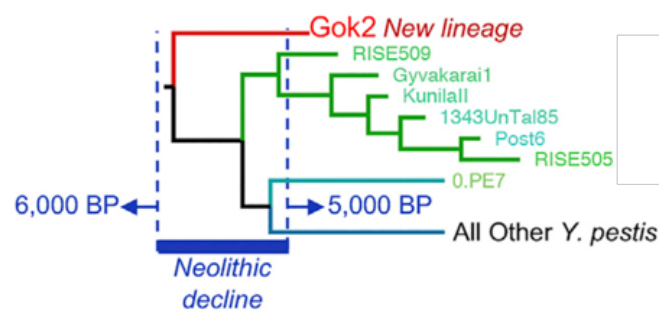 Gok2 New lineage
RISE509
Gyvakarai1
KunilaII
1343UnTal85
Post6
RISE505
0.PE7
6,000 BP
5,000 BP
All Other Y. pestis
Neolithic
decline